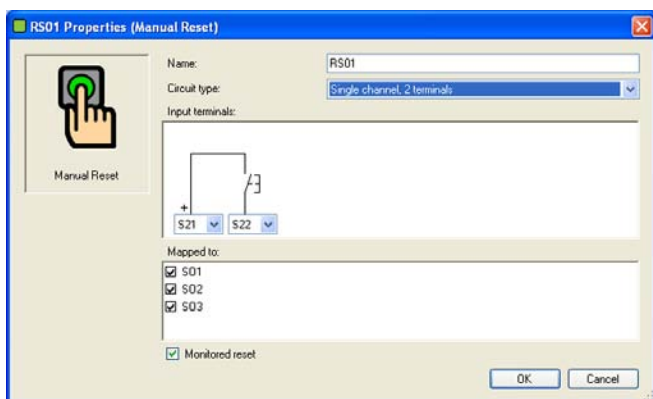 RS01 Properties (Manual Reset)
Name:
RS01
Circuit type:
Single channel, 2 terminals
Input terminals:
Manual Reset
+
S21
S22
Mapped to:
SO1
SO2
SO3
Monitored reset
OK
Cancel